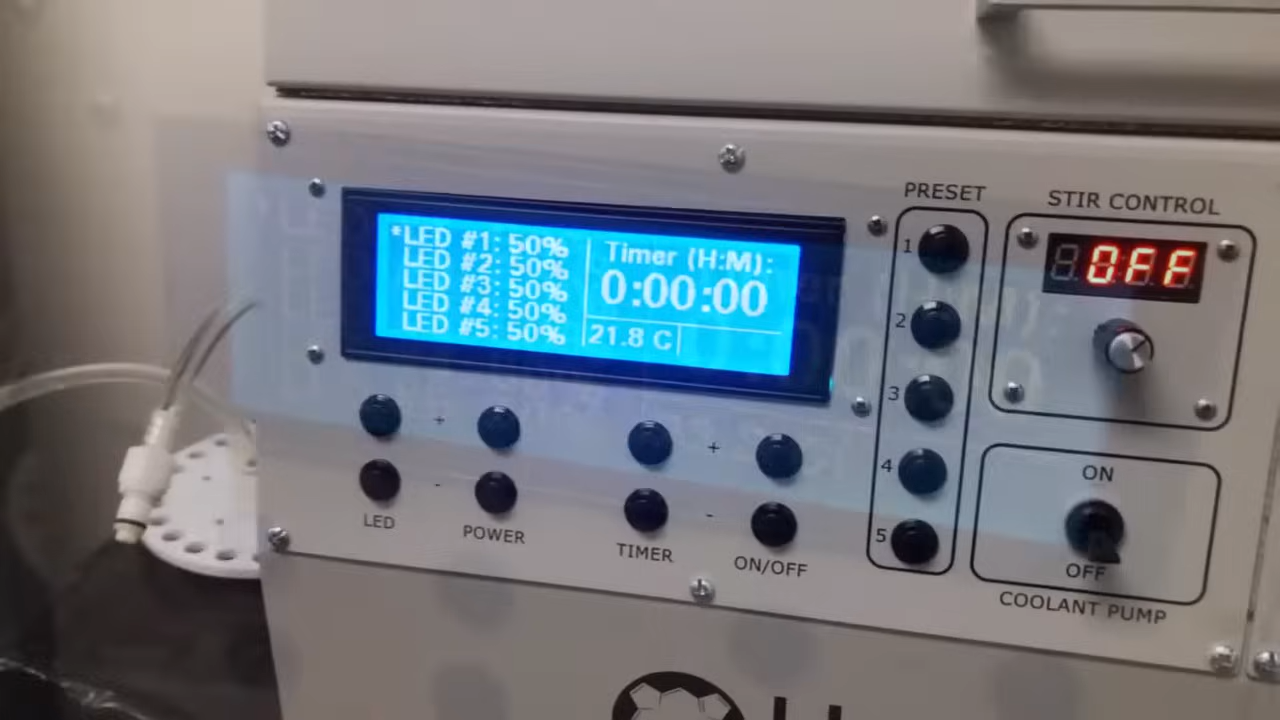 *LED #1: 50%
LED #2: 50%
LED #3: 50%
LED #4: 50%
LED #5: 50%
Timer (H:M):
0:00:00
21.8 C
+
-
LED
POWER
+
-
TIMER
ON/OFF
PRESET
1
2
3
4
5
STIR CONTROL
OFF
ON
OFF
COOLANT PUMP